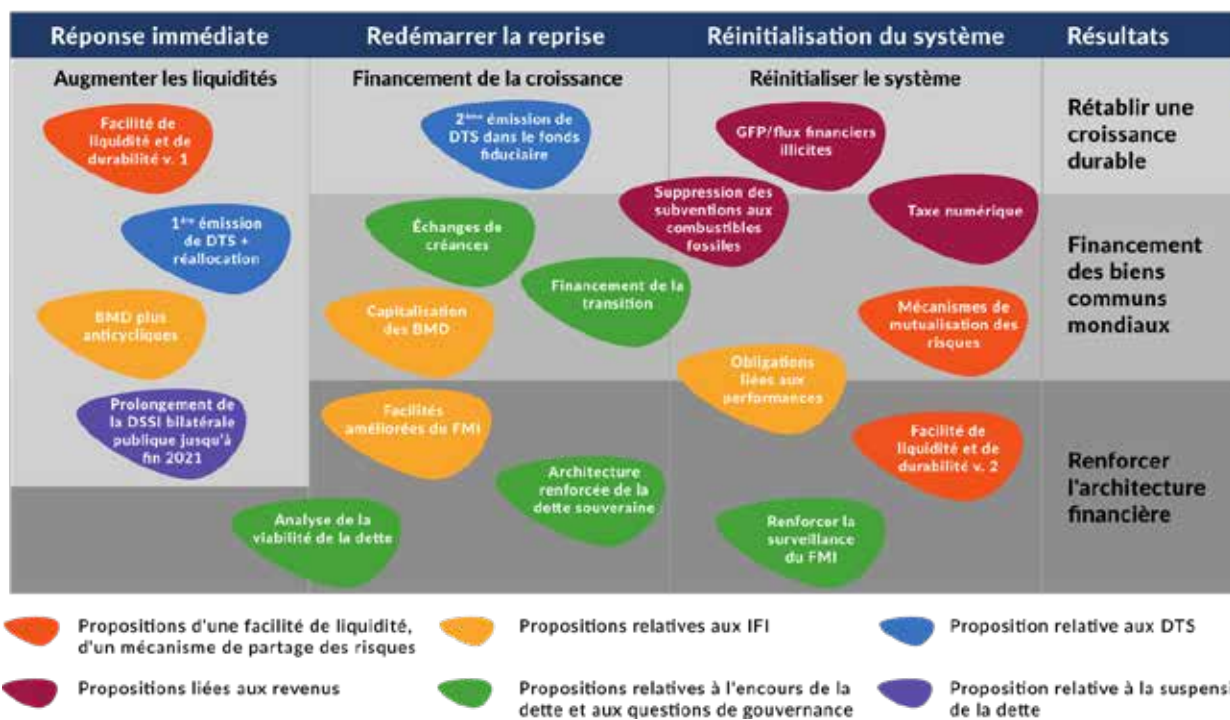 Réponse immédiate
Redémarrer la reprise
Réinitialisation du système
Résultats
Augmenter les liquidités
Financement de la croissance
Réinitialiser le système
Facilité de
liquidité et de
durabilité v. 1
1ère émission
de DTS +
réallocation
BMD plus
anticycliques
Prolongement de
la DSSI bilatérale
publique jusqu'à
fin 2021
Analyse de la
viabilité de la dette
2ème émission de
DTS dans le fonds
fiduciaire
Échanges de
créances
Financement de la
transition
Capitalisation
des BMD
Facilités
améliorées du FMI
Architecture
renforcée de la
dette souveraine
GFP/flux financiers
illicites
Suppression des
subventions aux
combustibles
fossiles
Taxe numérique
Mécanismes de
mutualisation des
risques
Obligations
liées aux
performances
Facilité de
liquidité et de
durabilité v. 2
Renforcer la
surveillance
du FMI
Rétablir une
croissance
durable
Financement
des biens
communs
mondiaux
Renforcer
l'architecture
financière
Propositions d'une facilité de liquidité,
d'un mécanisme de partage des risques
Propositions relatives aux IFI
Proposition relative aux DTS
Propositions liées aux revenus
Propositions relatives à l'encours de la
dette et aux questions de gouvernance
Proposition relative à la suspensi
de la dette